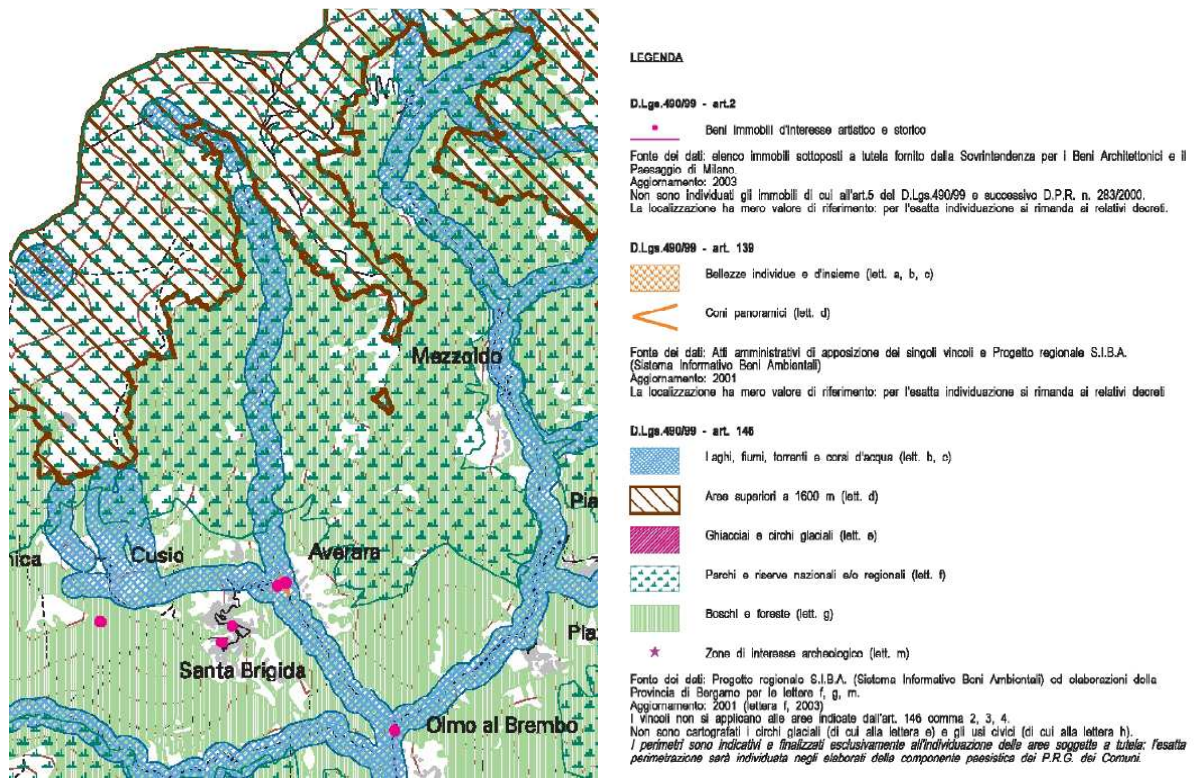 Mezzoldo
Pia
nica
Cusio
Averara
Pia
Santa Brigida
Olmo al Brembo
LEGENDA
D.Lgs.490/99 - art.2
Beni immobili d'interesse artistico e storico
Fonte dei dati: elenco immobili sottoposti a tutela fornito dalla Sovrintendenza per i Beni Architettonici e il
Paesaggio di Milano.
Aggiornamento: 2003
Non sono individuati gli immobili di cui all'art.5 del D.Lgs.490/99 e successivo D.P.R. n. 283/2000.
La localizzazione ha mero valore di riferimento: per l'esatta individuazione si rimanda ai relativi decreti.
D.Lgs.490/99 - art. 139
Bellezze individue e d'insieme (lett. a, b, c)
Coni panoramici (lett. d)
Fonte dei dati: Atti amministrativi di apposizione dei singoli vincoli e Progetto regionale S.I.B.A.
(Sistema Informativo Beni Ambientali)
Aggiornamento: 2001
La localizzazione ha mero valore di riferimento: per l'esatta individuazione si rimanda ai relativi decreti
D.Lgs.490/99 - art. 146
Laghi, fiumi, torrenti e corsi d'acqua (lett. b, c)
Aree superiori a 1600 m (lett. d)
Ghiacciai e circhi glaciali (lett. e)
Parchi e riserve nazionali e/o regionali (lett. f)
Boschi e foreste (lett. g)
Zone di interesse archeologico (lett. m)
Fonte dei dati: Progetto regionale S.I.B.A. (Sistema Informativo Beni Ambientali) ed elaborazioni della
Provincia di Bergamo per le lettere f, g, m.
Aggiornamento: 2001 (lettera f, 2003)
I vincoli non si applicano alle aree indicate dall'art. 146 comma 2, 3, 4.
Non sono cartografati i circhi glaciali (di cui alla lettera e) e gli usi civici (di cui alla lettera h).
I perimetri sono indicativi e finalizzati esclusivamente all'individuazione delle aree soggette a tutela: l'esatta
perimetrazione sarà individuata negli elaborati della componente paesistica dei P.R.G. dei Comuni.